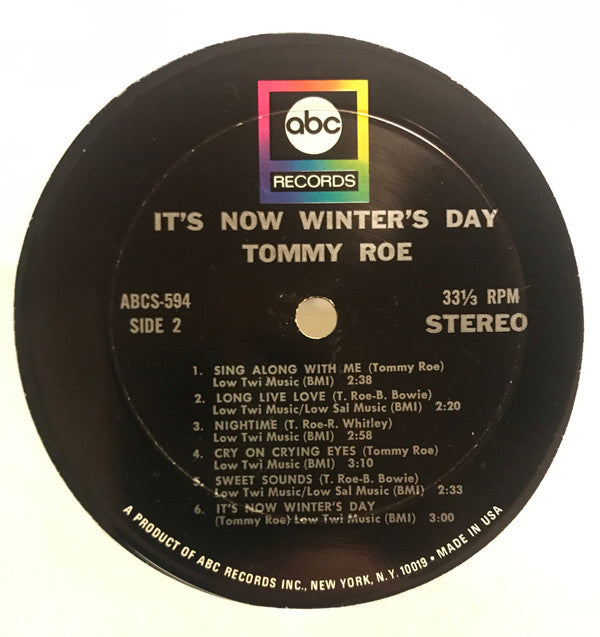 abc
RECORDS
IT'S NOW WINTER'S DAY
TOMMY ROE
ABCS-594
SIDE 2
33⅓ RPM
STEREO
1. SING ALONG WITH ME (Tommy Roe)
Low Twi Music (BMI) 2:38
2. LONG LIVE LOVE (T. Roe-B. Bowie)
Low Twi Music/Low Sal Music (BMI) 2:20
3. NIGHTIME (T. Roe-R. Whitley)
Low Twi Music (BMI) 2:58
4. CRY ON CRYING EYES (Tommy Roe)
Low Twi Music (BMI) 3:10
5. SWEET SOUNDS (T. Roe-B. Bowie)
Low Twi Music/Low Sal Music (BMI) 2:33
6. IT'S NOW WINTER'S DAY
(Tommy Roe) Low Twi Music (BMI) 3:00
A PRODUCT OF ABC RECORDS INC., NEW YORK, N.Y. 10019 • MADE IN USA